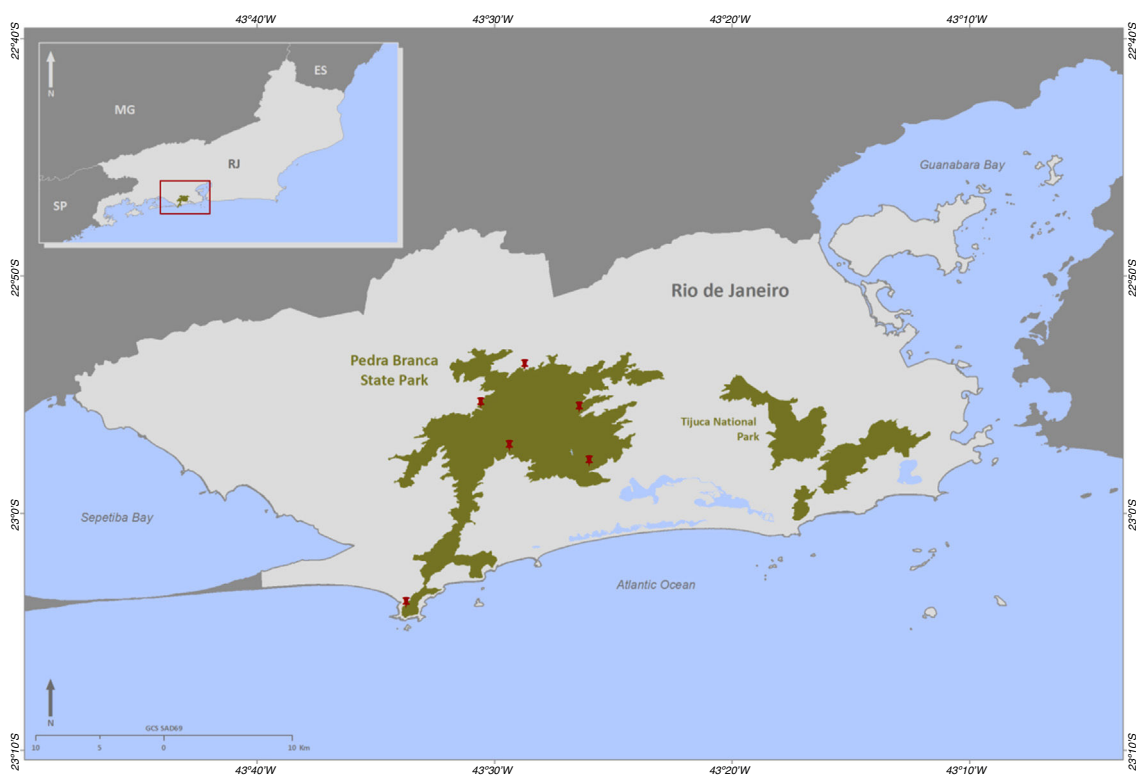 43°40'W 43°30'W 43°20'W 43°10'W
22°40'S 22°40'S
N
ES
MG
RJ
SP
Guanabara Bay
22°50'S 22°50'S
Rio de Janeiro
Pedra Branca
State Park
Tijuca National
Park
Sepetiba Bay
23°0'S 23°0'S
Atlantic Ocean
N
GCS SAD69
10 5 0 10 Km
23°10'S 23°10'S
43°40'W 43°30'W 43°20'W 43°10'W